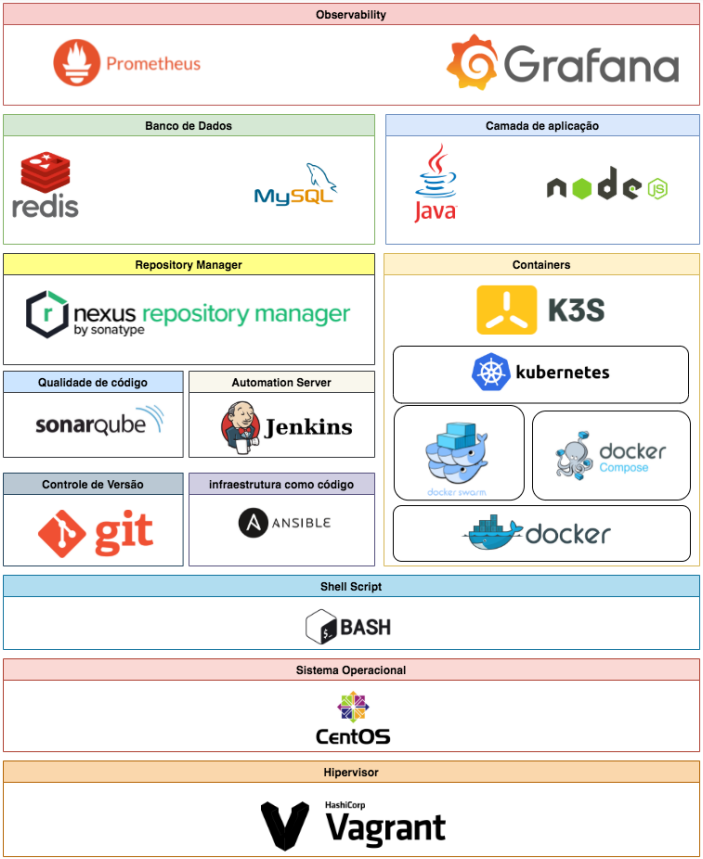 Observability
Prometheus
Grafana
Banco de Dados
redis
MySQL
Camada de aplicação
Java
node
JS
Repository Manager
r
nexus repository manager
by sonatype
Containers
K3S
kubernetes
docker swarm
docker
Compose
docker
Qualidade de código
sonarqube
Automation Server
Jenkins
Controle de Versão
git
infraestrutura como código
A ANSIBLE
Shell Script
$_ BASH
Sistema Operacional
CentOS
Hipervisor
HashiCorp
Vagrant